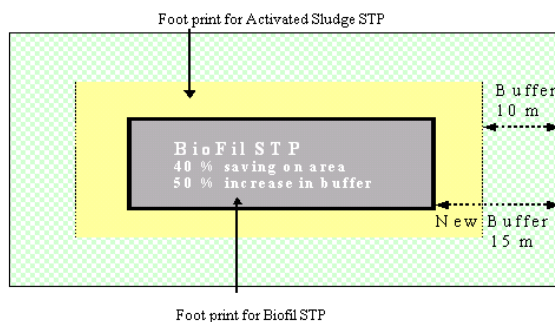 Foot print for Activated Sludge STP
Buffer
10 m
BioFil STP
40 % saving on area
50 % increase in buffer
New Buffer
15 m
Foot print for Biofil STP